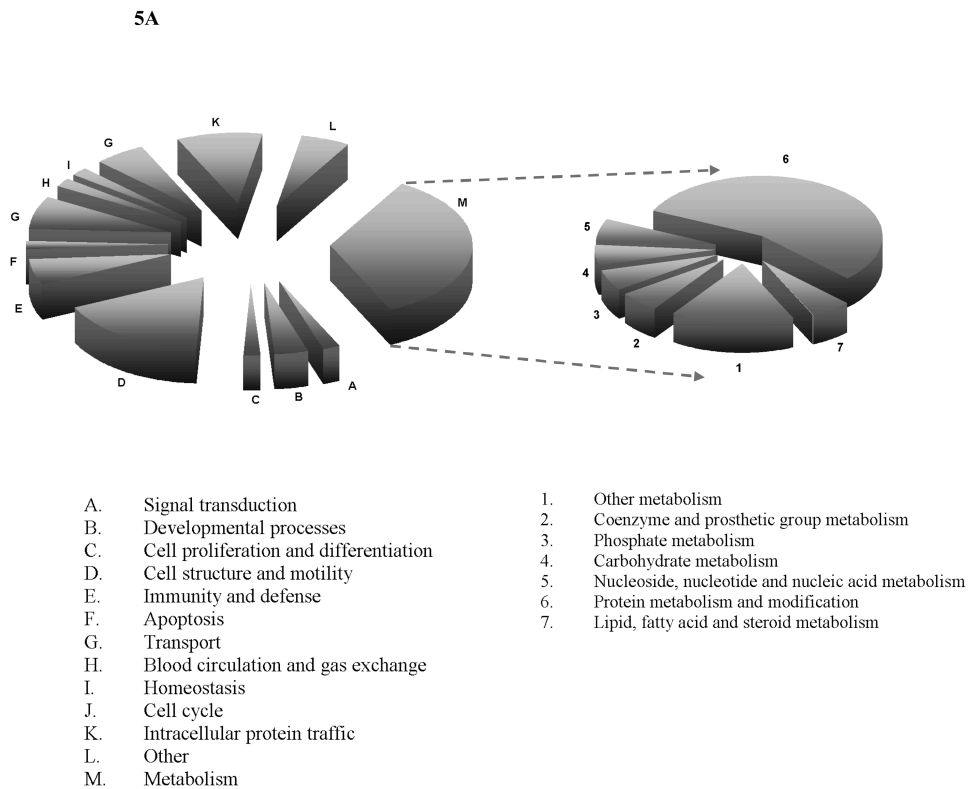 5A
K
L
G
I
H
G
F
E
D
C
B
A
M
6
5
4
3
2
1
7
A. Signal transduction
B. Developmental processes
C. Cell proliferation and differentiation
D. Cell structure and motility
E. Immunity and defense
F. Apoptosis
G. Transport
H. Blood circulation and gas exchange
I. Homeostasis
J. Cell cycle
K. Intracellular protein traffic
L. Other
M. Metabolism
1. Other metabolism
2. Coenzyme and prosthetic group metabolism
3. Phosphate metabolism
4. Carbohydrate metabolism
5. Nucleoside, nucleotide and nucleic acid metabolism
6. Protein metabolism and modification
7. Lipid, fatty acid and steroid metabolism